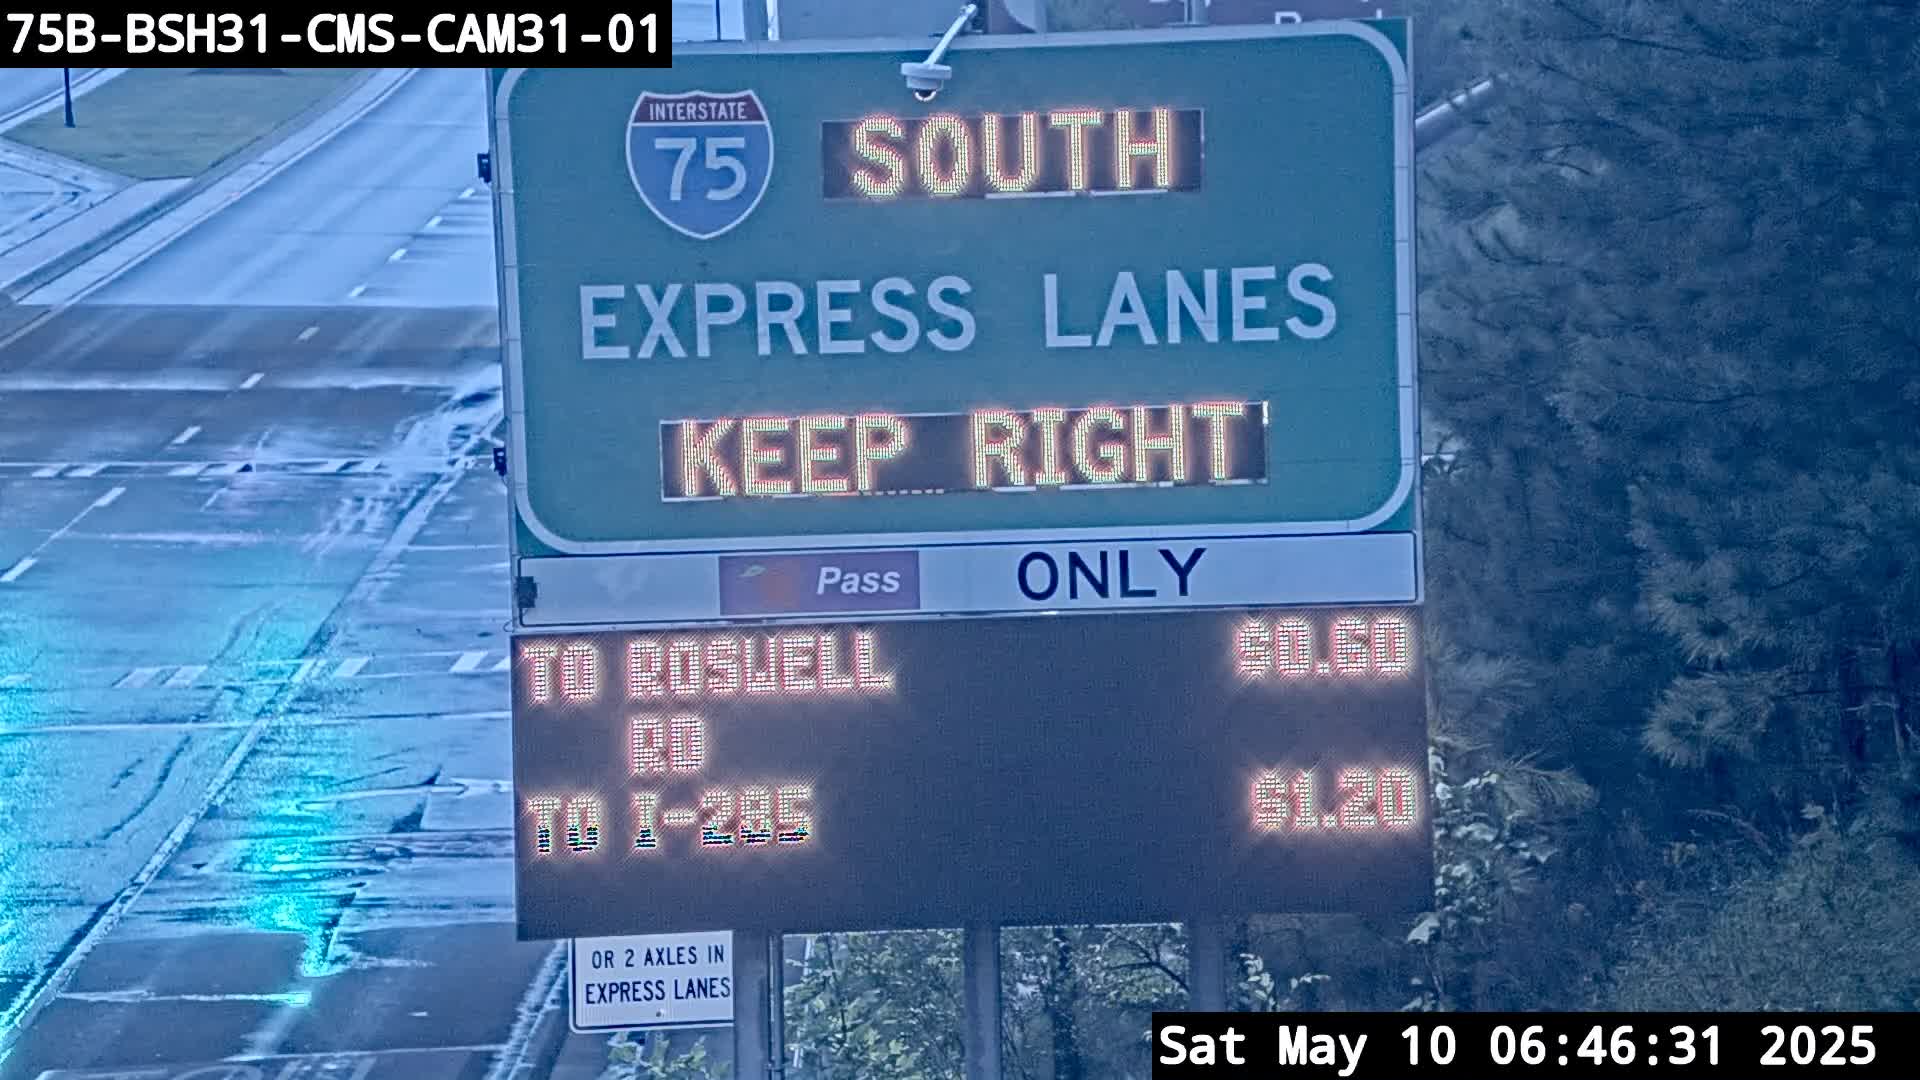 75B-BSH31-CMS-CAM31-01
INTERSTATE
75
SOUTH
EXPRESS LANES
KEEP RIGHT
Pass ONLY
TO ROSWELL $0.60
RD
TO I-285 $1.20
OR 2 AXLES IN
EXPRESS LANES
Sat May 10 06:46:31 2025